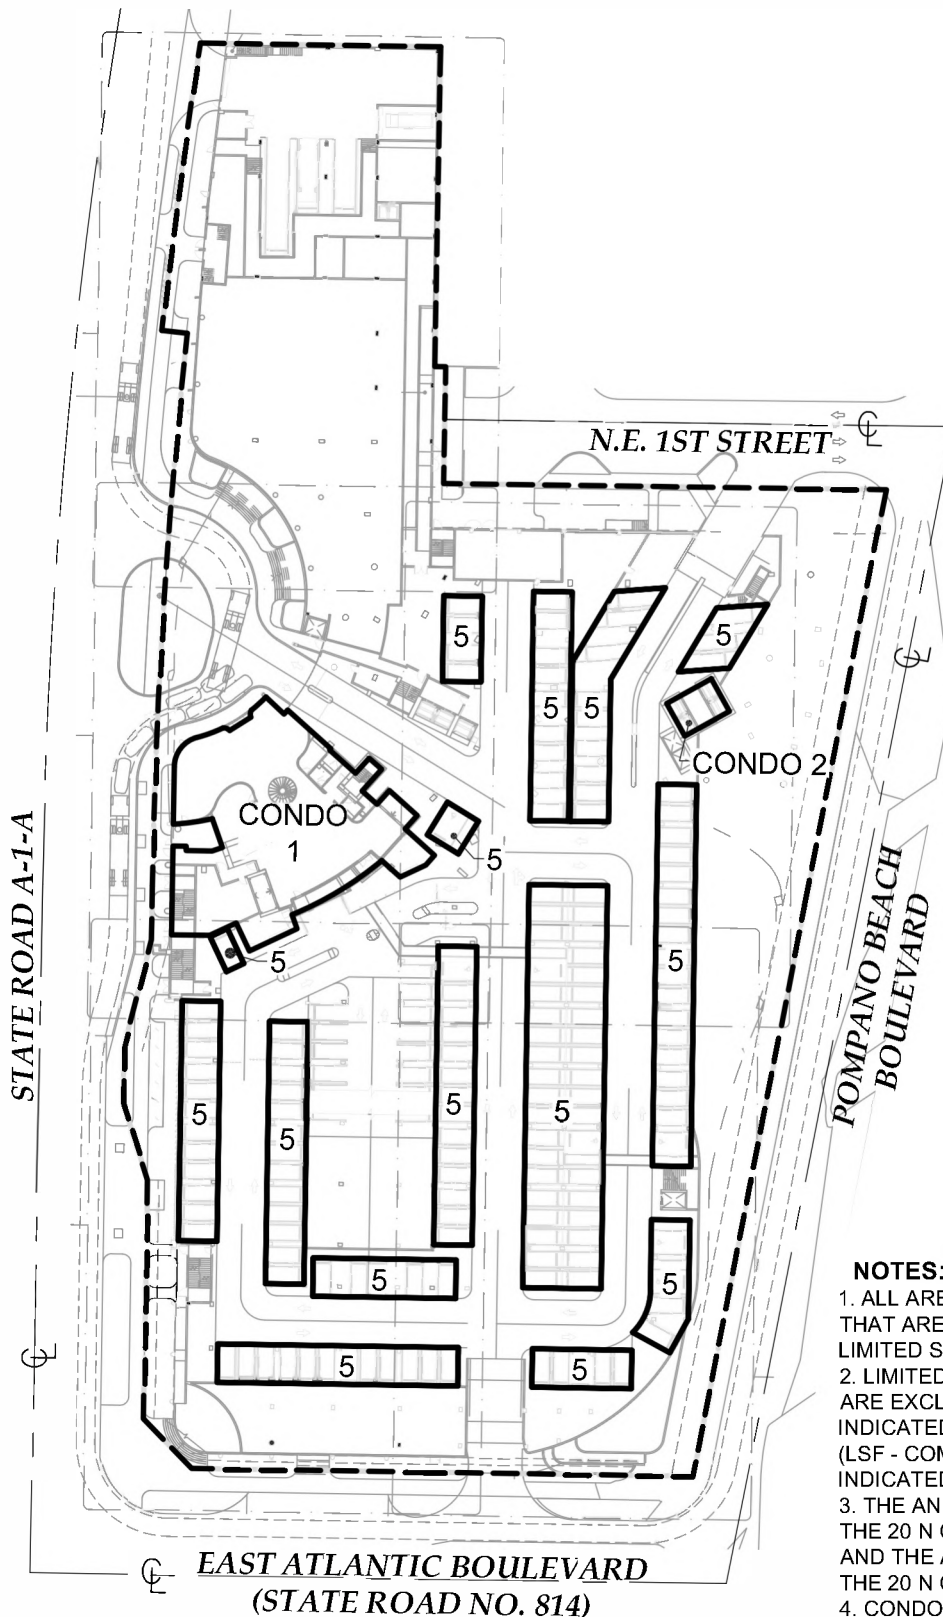 N.E. 1ST STREET
5
5
5
5
CONDO 2
CONDO
1
5
5
5
STATE ROAD A-1-A
POMPANO BEACH
BOULEVARD
5
5
5
5
5
5
5
5
NOTES:
1. ALL ARE
THAT ARE
LIMITED S
2. LIMITED
ARE EXCL
INDICATED
(LSF - COM
INDICATED
3. THE AN
THE 20 N
AND THE
THE 20 N
4. CONDO
EAST ATLANTIC BOULEVARD
(STATE ROAD NO. 814)